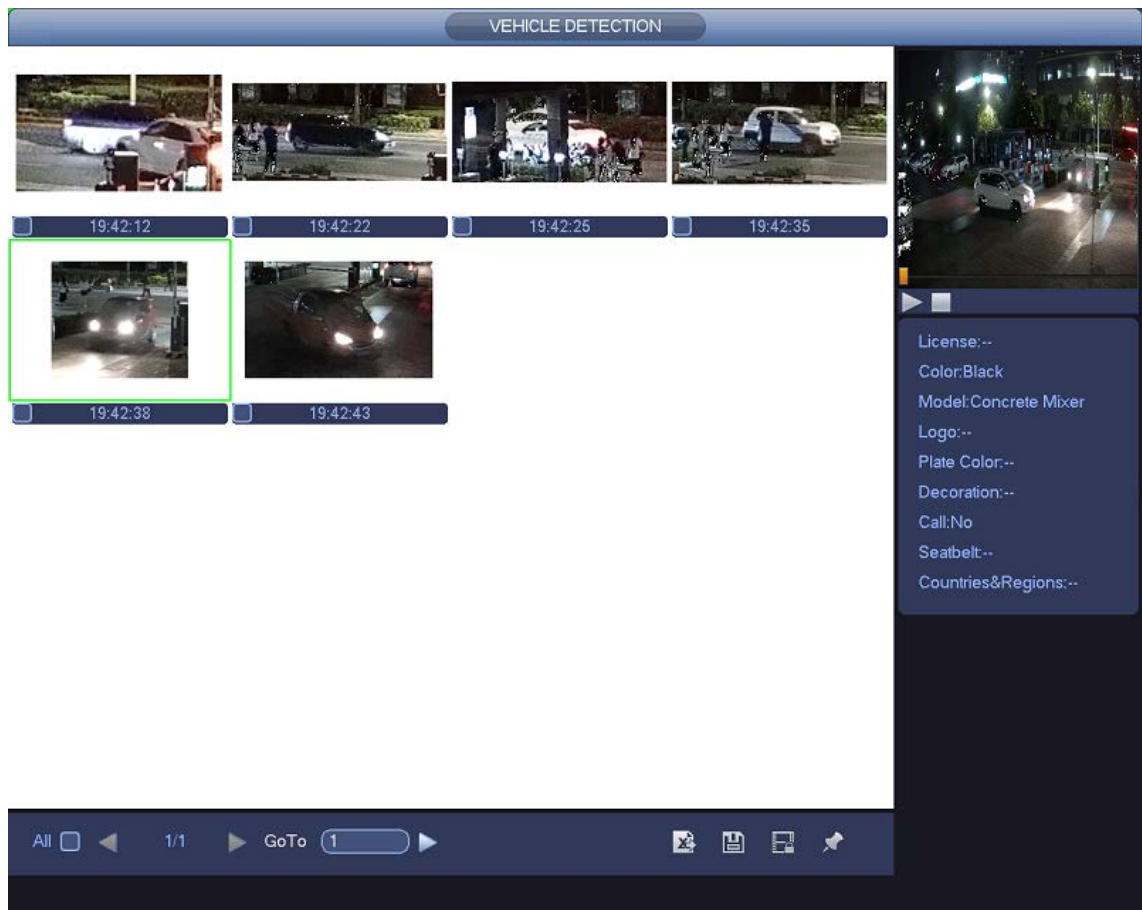 VEHICLE DETECTION
19:42:12
19:42:22
19:42:25
19:42:35
19:42:38
19:42:43
License:--
Color:Black
Model:Concrete Mixer
Logo:--
Plate Color:--
Decoration:--
Call:No
Seatbelt:--
Countries&Regions:--
All 1/1 GoTo 1